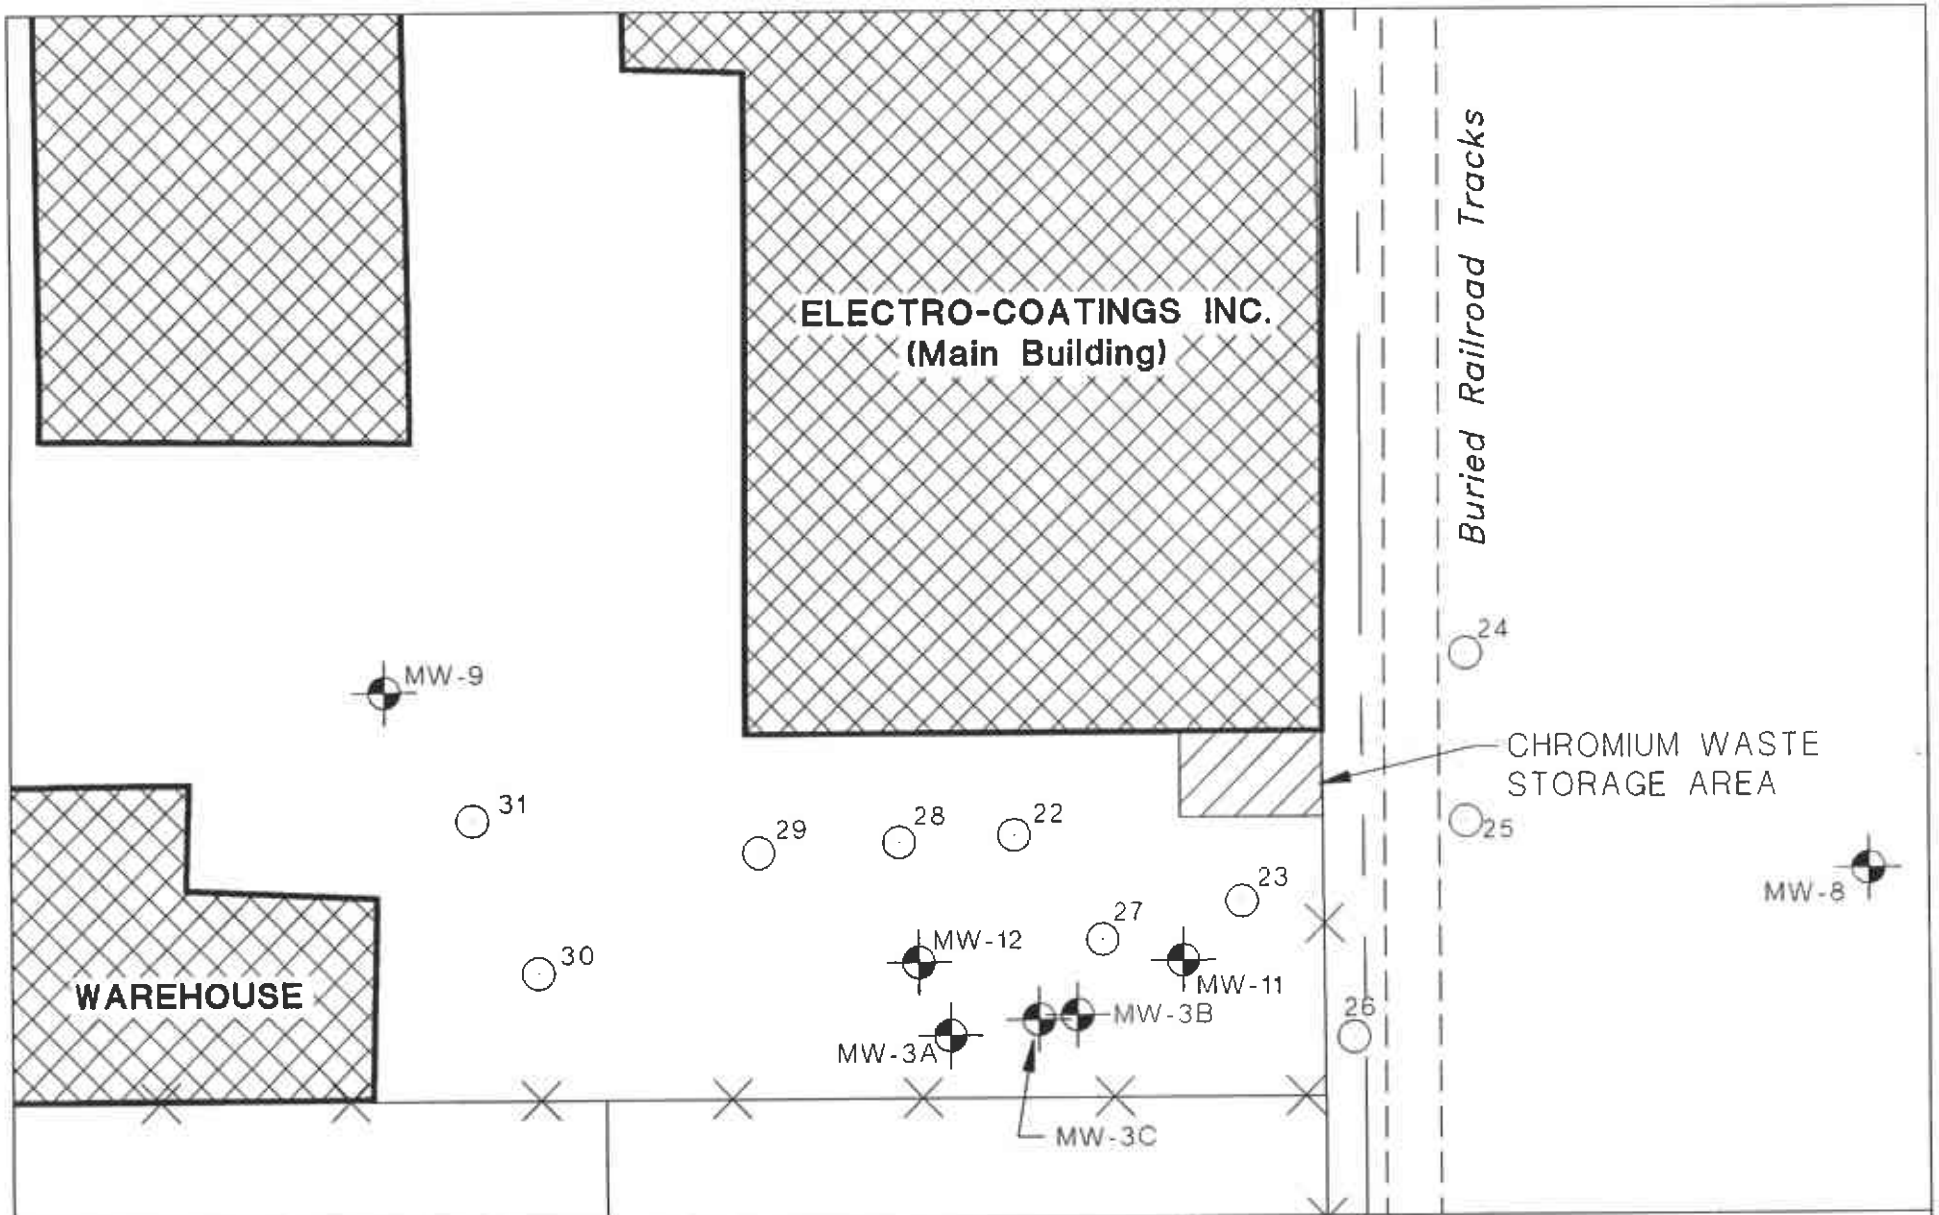 Buried Railroad Tracks
ELECTRO-COATINGS INC.
(Main Building)
24
MW-9
CHROMIUM WASTE
STORAGE AREA
31
29
28
22
25
23
MW-8
27
MW-12
30
MW-11
WAREHOUSE
26
MW-3B
MW-3A
MW-3C